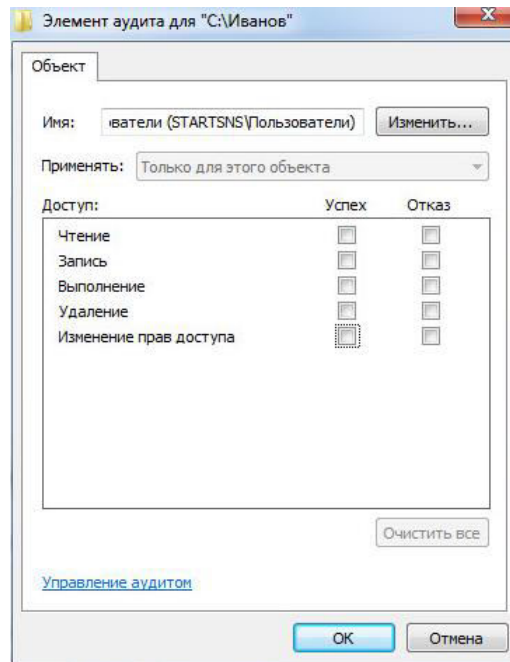 Элемент аудита для "C:\Иванов"
Объект
Имя: ватели (STARTSNS\Пользователи) Изменить...
Применять: Только для этого объекта
Доступ: Успех Отказ
Чтение
Запись
Выполнение
Удаление
Изменение прав доступа
Очистить все
Управление аудитом
ОК Отмена